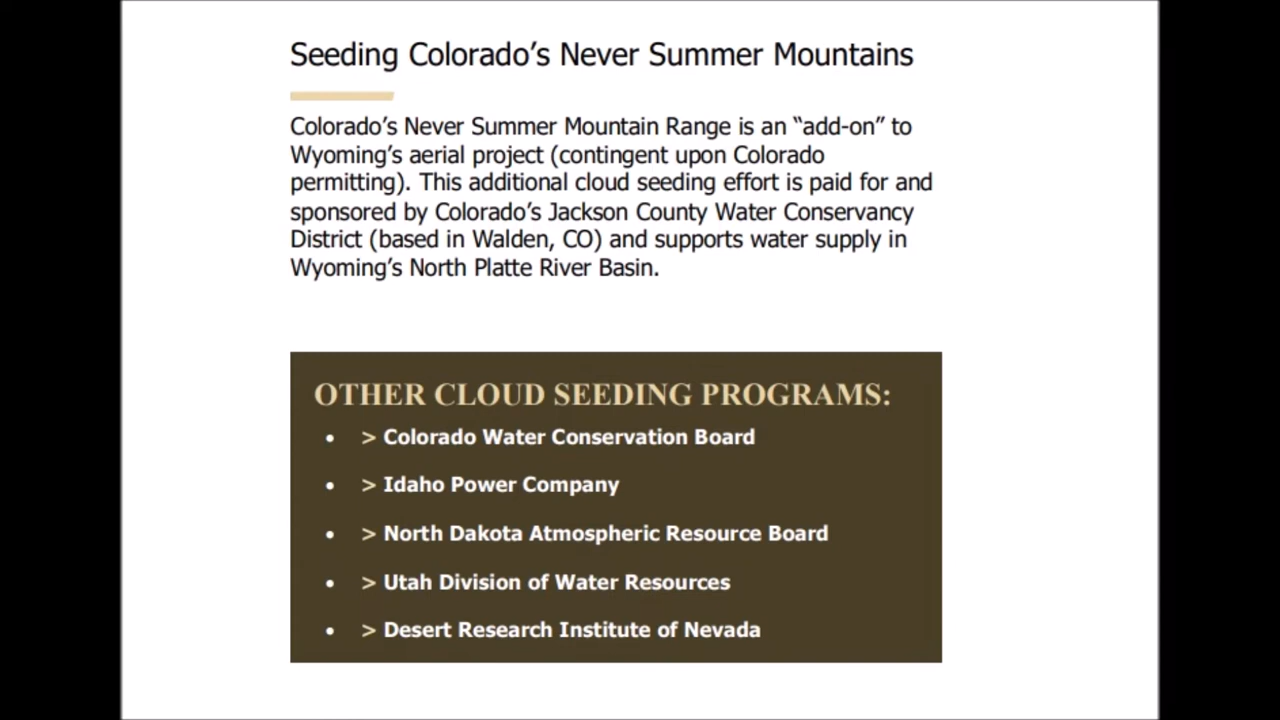 Seeding Colorado’s Never Summer Mountains
Colorado’s Never Summer Mountain Range is an “add-on” to
Wyoming’s aerial project (contingent upon Colorado
permitting). This additional cloud seeding effort is paid for and
sponsored by Colorado’s Jackson County Water Conservancy
District (based in Walden, CO) and supports water supply in
Wyoming’s North Platte River Basin.
OTHER CLOUD SEEDING PROGRAMS:
• > Colorado Water Conservation Board
• > Idaho Power Company
• > North Dakota Atmospheric Resource Board
• > Utah Division of Water Resources
• > Desert Research Institute of Nevada